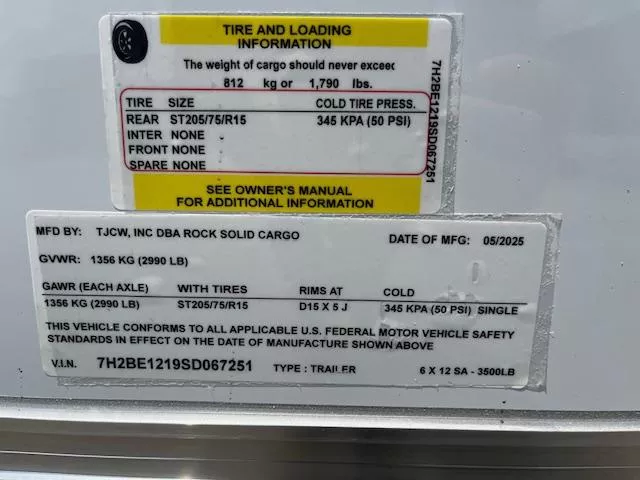 TIRE AND LOADING
INFORMATION
The weight of cargo should never exceed
812 kg or 1,790 lbs.
TIRE SIZE COLD TIRE PRESS.
REAR ST205/75/R15 345 KPA (50 PSI)
INTER NONE
FRONT NONE
SPARE NONE
SEE OWNER'S MANUAL
FOR ADDITIONAL INFORMATION
7H2BE1219SD067251
MFD BY: TJCW, INC DBA ROCK SOLID CARGO DATE OF MFG: 05/2025
GVWR: 1356 KG (2990 LB)
GAWR (EACH AXLE) WITH TIRES RIMS AT COLD
1356 KG (2990 LB) ST205/75/R15 D15 X 5 J 345 KPA (50 PSI) SINGLE
THIS VEHICLE CONFORMS TO ALL APPLICABLE U.S. FEDERAL MOTOR VEHICLE SAFETY
STANDARDS IN EFFECT ON THE DATE OF MANUFACTURE SHOWN ABOVE
V.I.N. 7H2BE1219SD067251 TYPE : TRAILER 6 X 12 SA - 3500LB